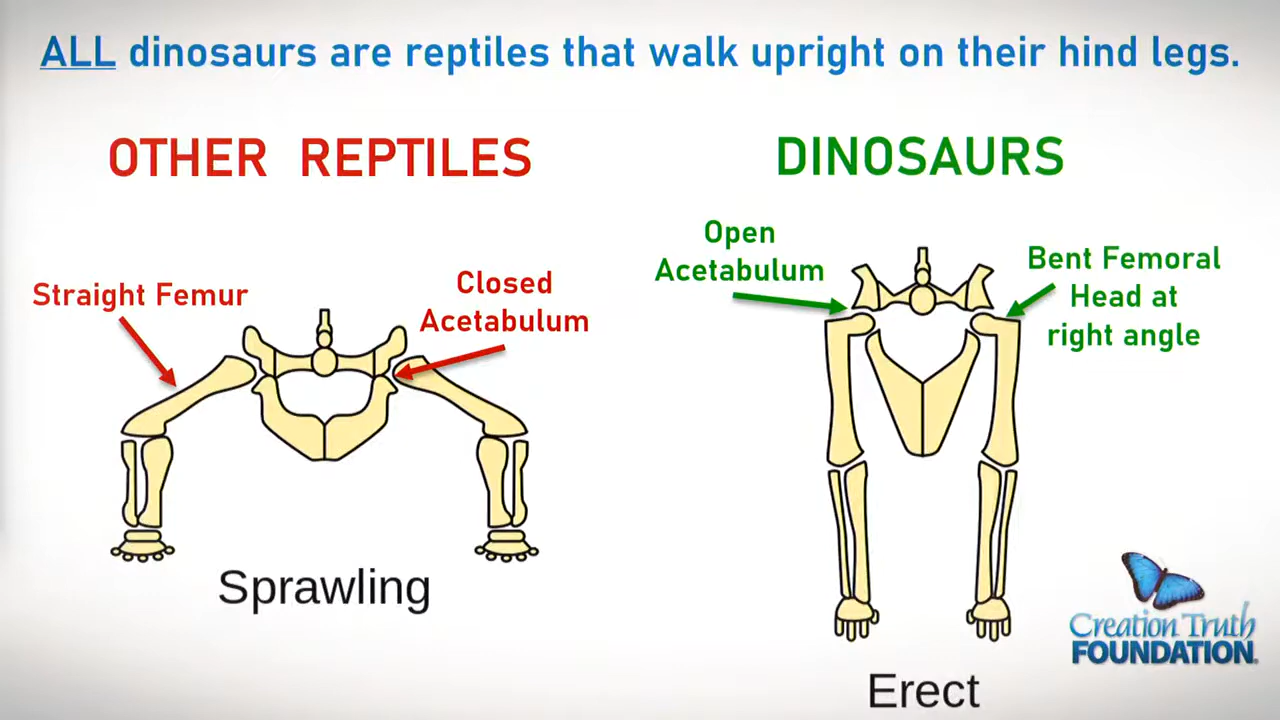 ALL dinosaurs are reptiles that walk upright on their hind legs.
OTHER REPTILES
DINOSAURS
Straight Femur
Closed
Acetabulum
Open
Acetabulum
Bent Femoral
Head at
right angle
Sprawling
Erect
Creation Truth
FOUNDATION